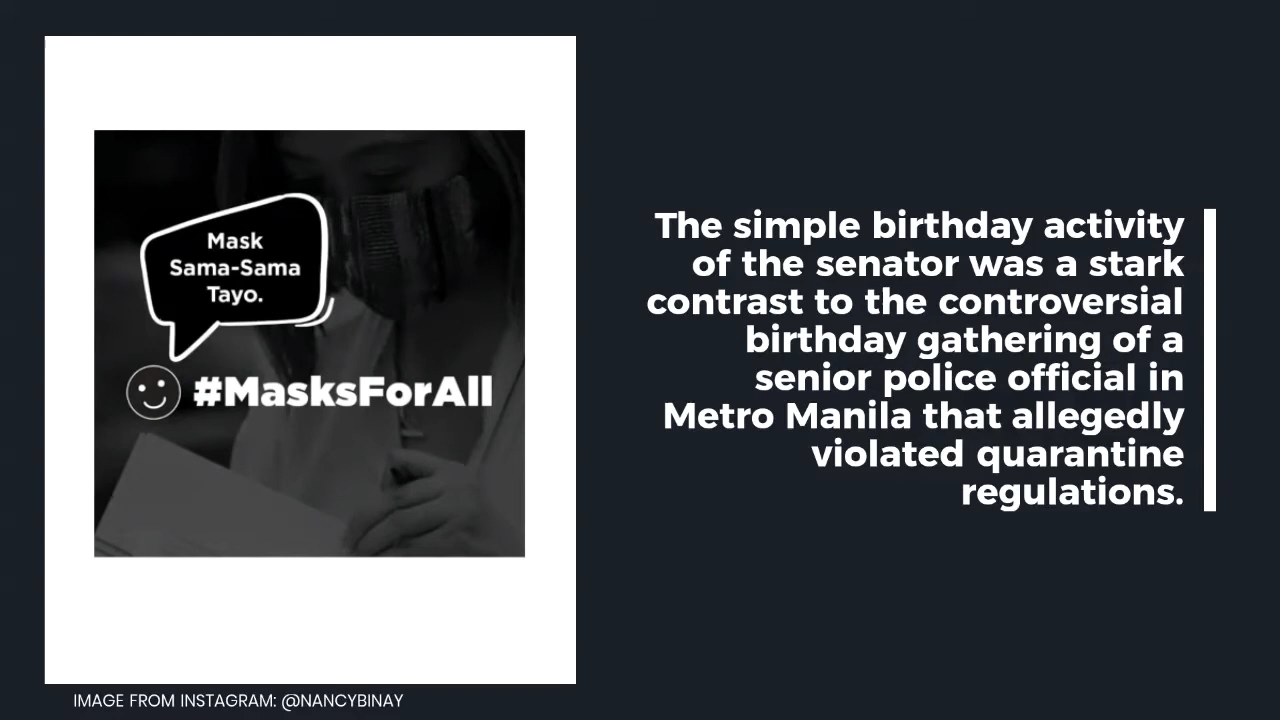 Mask
Sama-Sama
Tayo.
#MasksForAll
The simple birthday activity
of the senator was a stark
contrast to the controversial
birthday gathering of a
senior police official in
Metro Manila that allegedly
violated quarantine
regulations.
IMAGE FROM INSTAGRAM: @NANCYBINAY